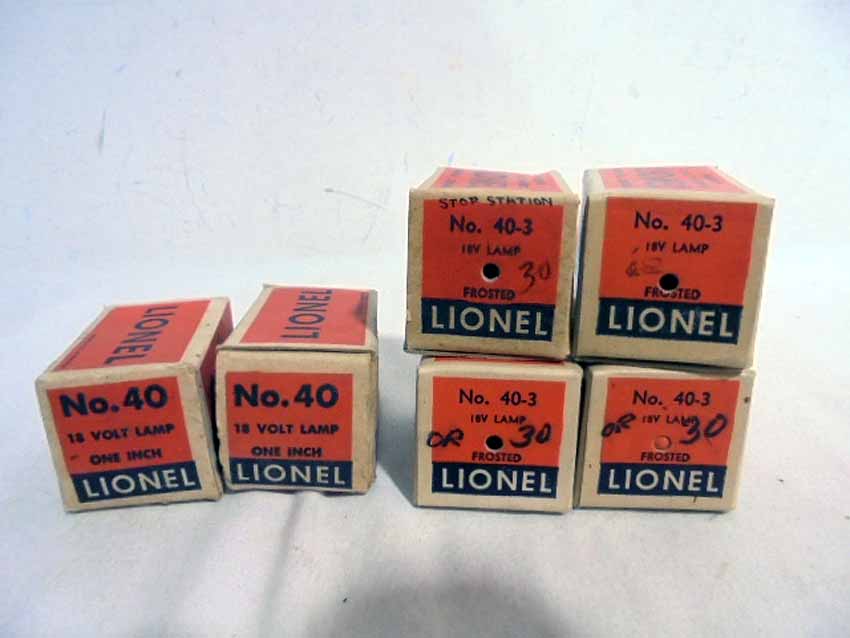 LIONEL
No. 40
18 VOLT LAMP
ONE INCH
LIONEL
LIONEL
No. 40
18 VOLT LAMP
ONE INCH
LIONEL
STOP STATION
No. 40-3
18V LAMP
30
FROSTED
LIONEL
No. 40-3
18V LAMP
FROSTED
LIONEL
No. 40-3
18V LAMP
OR 30
FROSTED
LIONEL
No. 40-3
18V LAMP
OR 30
FROSTED
LIONEL